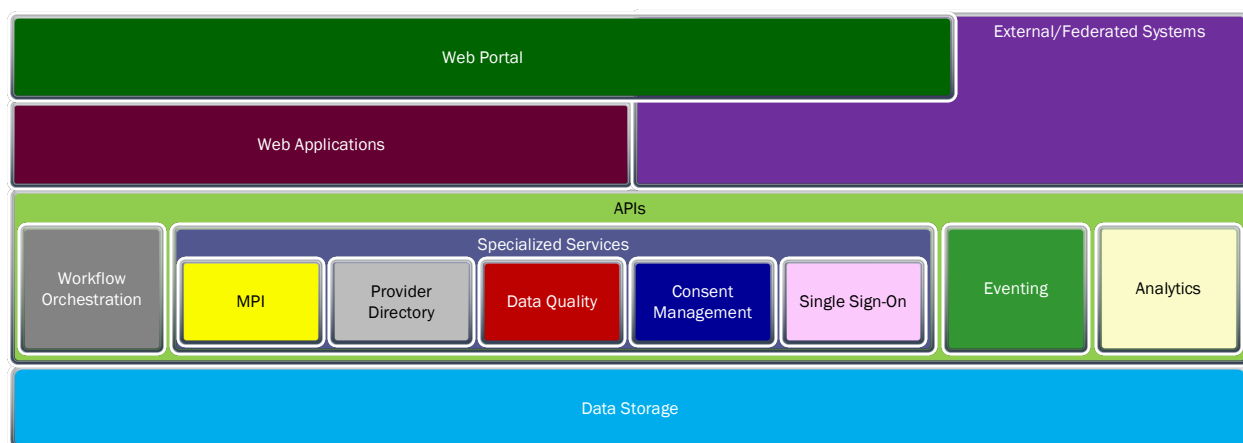 Web Portal
External/Federated Systems
Web Applications
APIs
Workflow
Orchestration
Specialized Services
MPI
Provider
Directory
Data Quality
Consent
Management
Single Sign-On
Eventing
Analytics
Data Storage